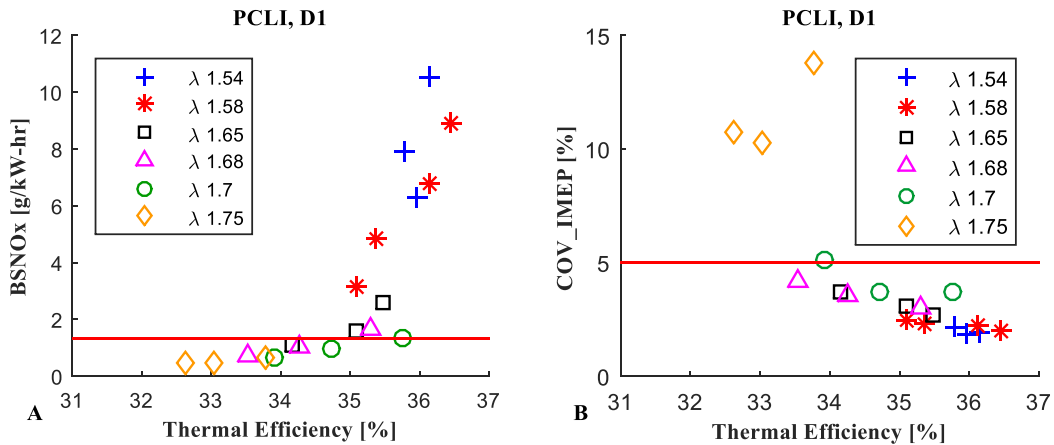 PCLI, D1
12
10
8
6
4
2
0
BSNOx [g/kW-hr]
λ 1.54
λ 1.58
λ 1.65
λ 1.68
λ 1.7
λ 1.75
31 32 33 34 35 36 37
A
Thermal Efficiency [%]
PCLI, D1
15
10
5
0
COV_IMEP [%]
λ 1.54
λ 1.58
λ 1.65
λ 1.68
λ 1.7
λ 1.75
31 32 33 34 35 36 37
B
Thermal Efficiency [%]